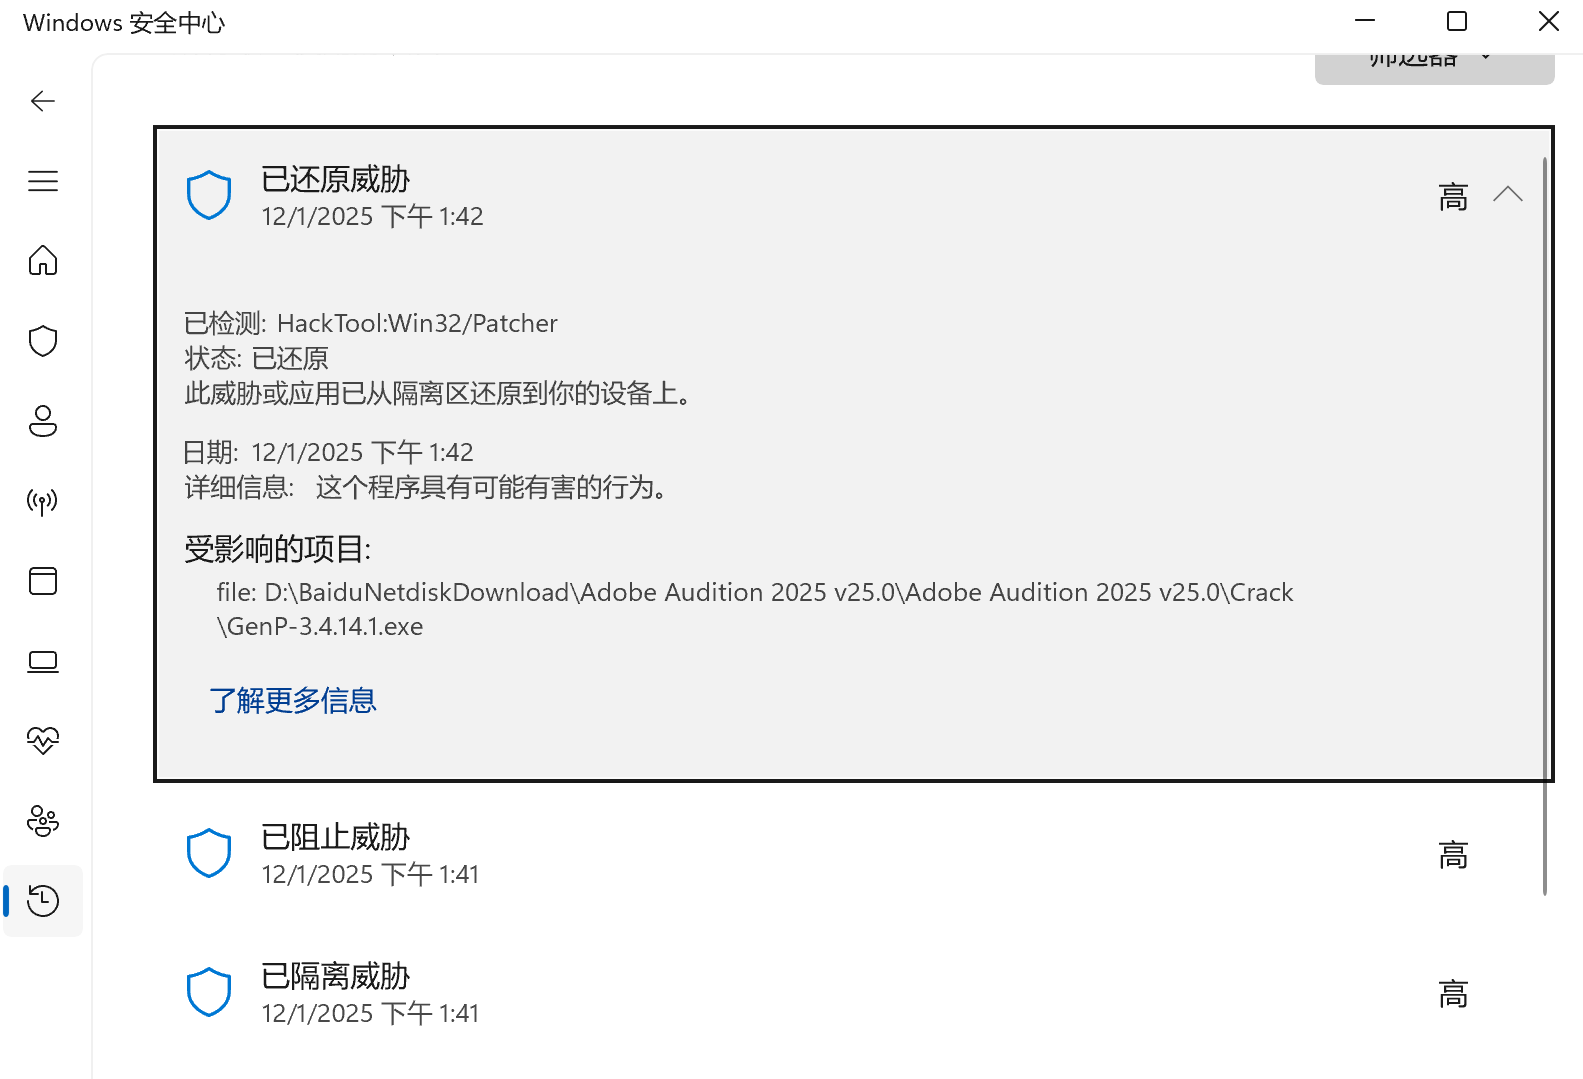 Windows 安全中心
筛选器
已还原威胁
12/1/2025 下午 1:42
高
已检测: HackTool:Win32/Patcher
状态: 已还原
此威胁或应用已从隔离区还原到你的设备上。
日期: 12/1/2025 下午 1:42
详细信息: 这个程序具有可能有害的行为。
受影响的项目:
file: D:\BaiduNetdiskDownload\Adobe Audition 2025 v25.0\Adobe Audition 2025 v25.0\Crack
\GenP-3.4.14.1.exe
了解更多信息
已阻止威胁
12/1/2025 下午 1:41
高
已隔离威胁
12/1/2025 下午 1:41
高